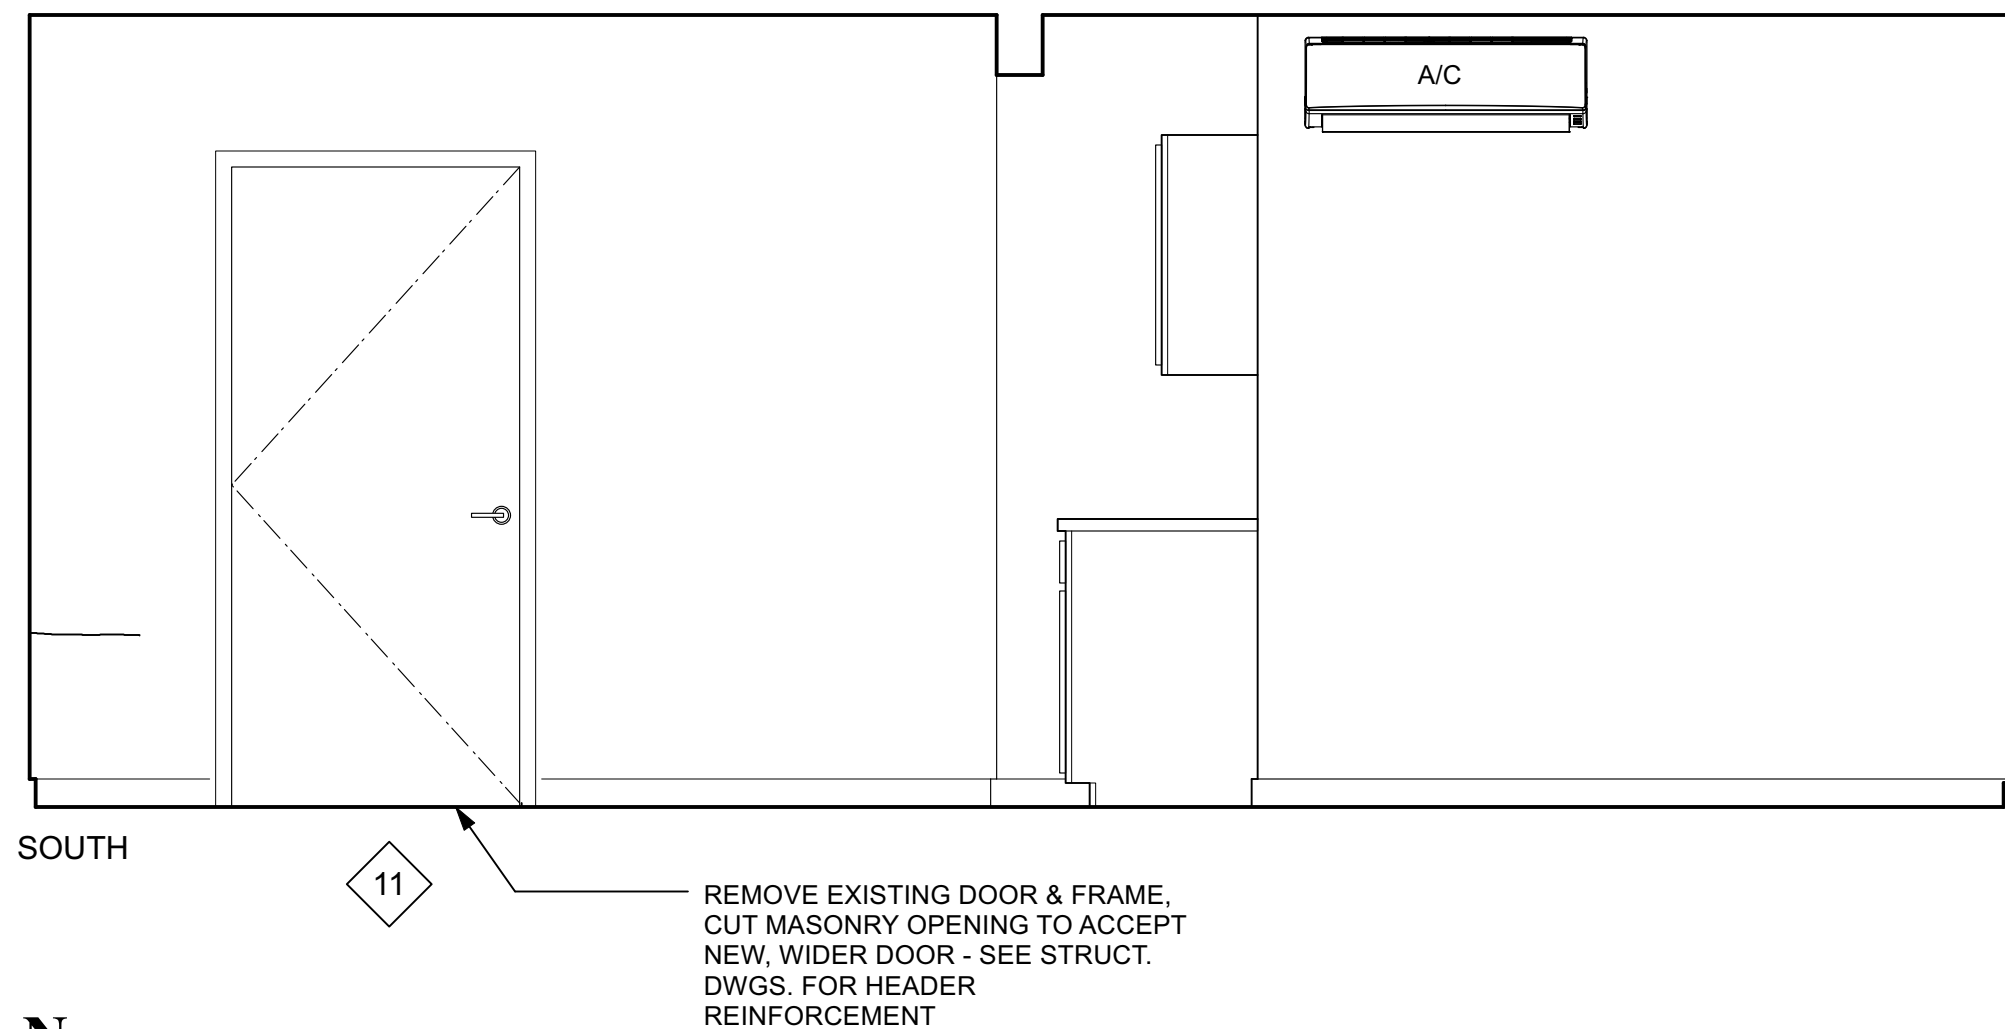 A/C
SOUTH
11
REMOVE EXISTING DOOR & FRAME,
CUT MASONRY OPENING TO ACCEPT
NEW, WIDER DOOR - SEE STRUCT.
DWGS. FOR HEADER
REINFORCEMENT